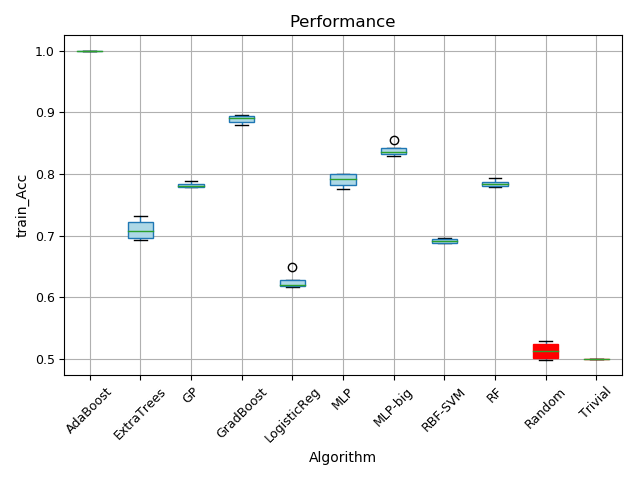 Performance
train_Acc
1.0
0.9
0.8
0.7
0.6
0.5
AdaBoost
ExtraTrees
GP
GradBoost
LogisticReg
MLP
MLP-big
RBF-SVM
RF
Random
Trivial
Algorithm